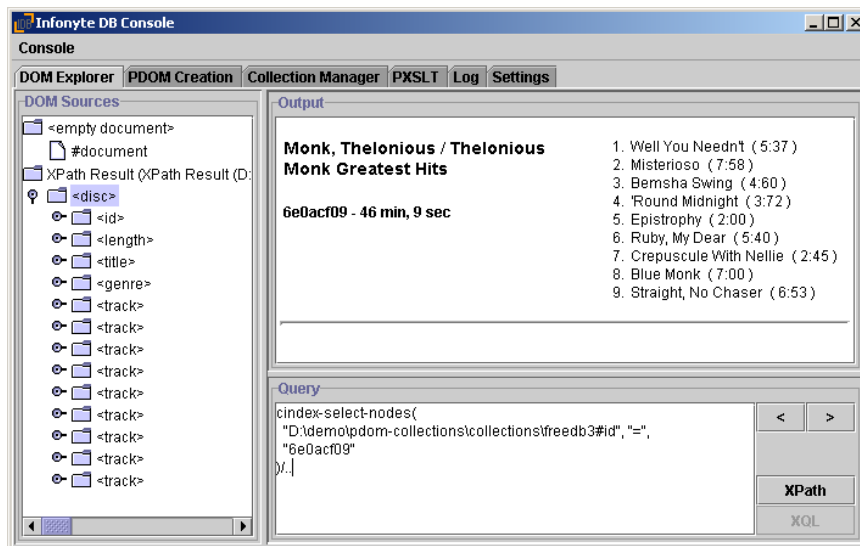 Infonyte DB Console
Console
DOM Explorer PDOM Creation Collection Manager PXSLT Log Settings
DOM Sources
<empty document>
#document
XPath Result (XPath Result (D:
<disc>
<id>
<length>
<title>
<genre>
<track>
<track>
<track>
<track>
<track>
<track>
<track>
<track>
<track>
Output
Monk, Thelonious / Thelonious
Monk Greatest Hits
6e0acf09 - 46 min, 9 sec
1. Well You Needn't ( 5:37 )
2. Misterioso ( 7:58 )
3. Bemsha Swing ( 4:60 )
4. 'Round Midnight ( 3:72 )
5. Epistrophy ( 2:00 )
6. Ruby, My Dear ( 5:40 )
7. Crepuscule With Nellie ( 2:45 )
8. Blue Monk ( 7:00 )
9. Straight, No Chaser ( 6:53 )
Query
cindex-select-nodes(
"D:\demo\pdom-collections\collections\freedb3#id", "=",
"6e0acf09"
)/..
< >
XPath
XQL